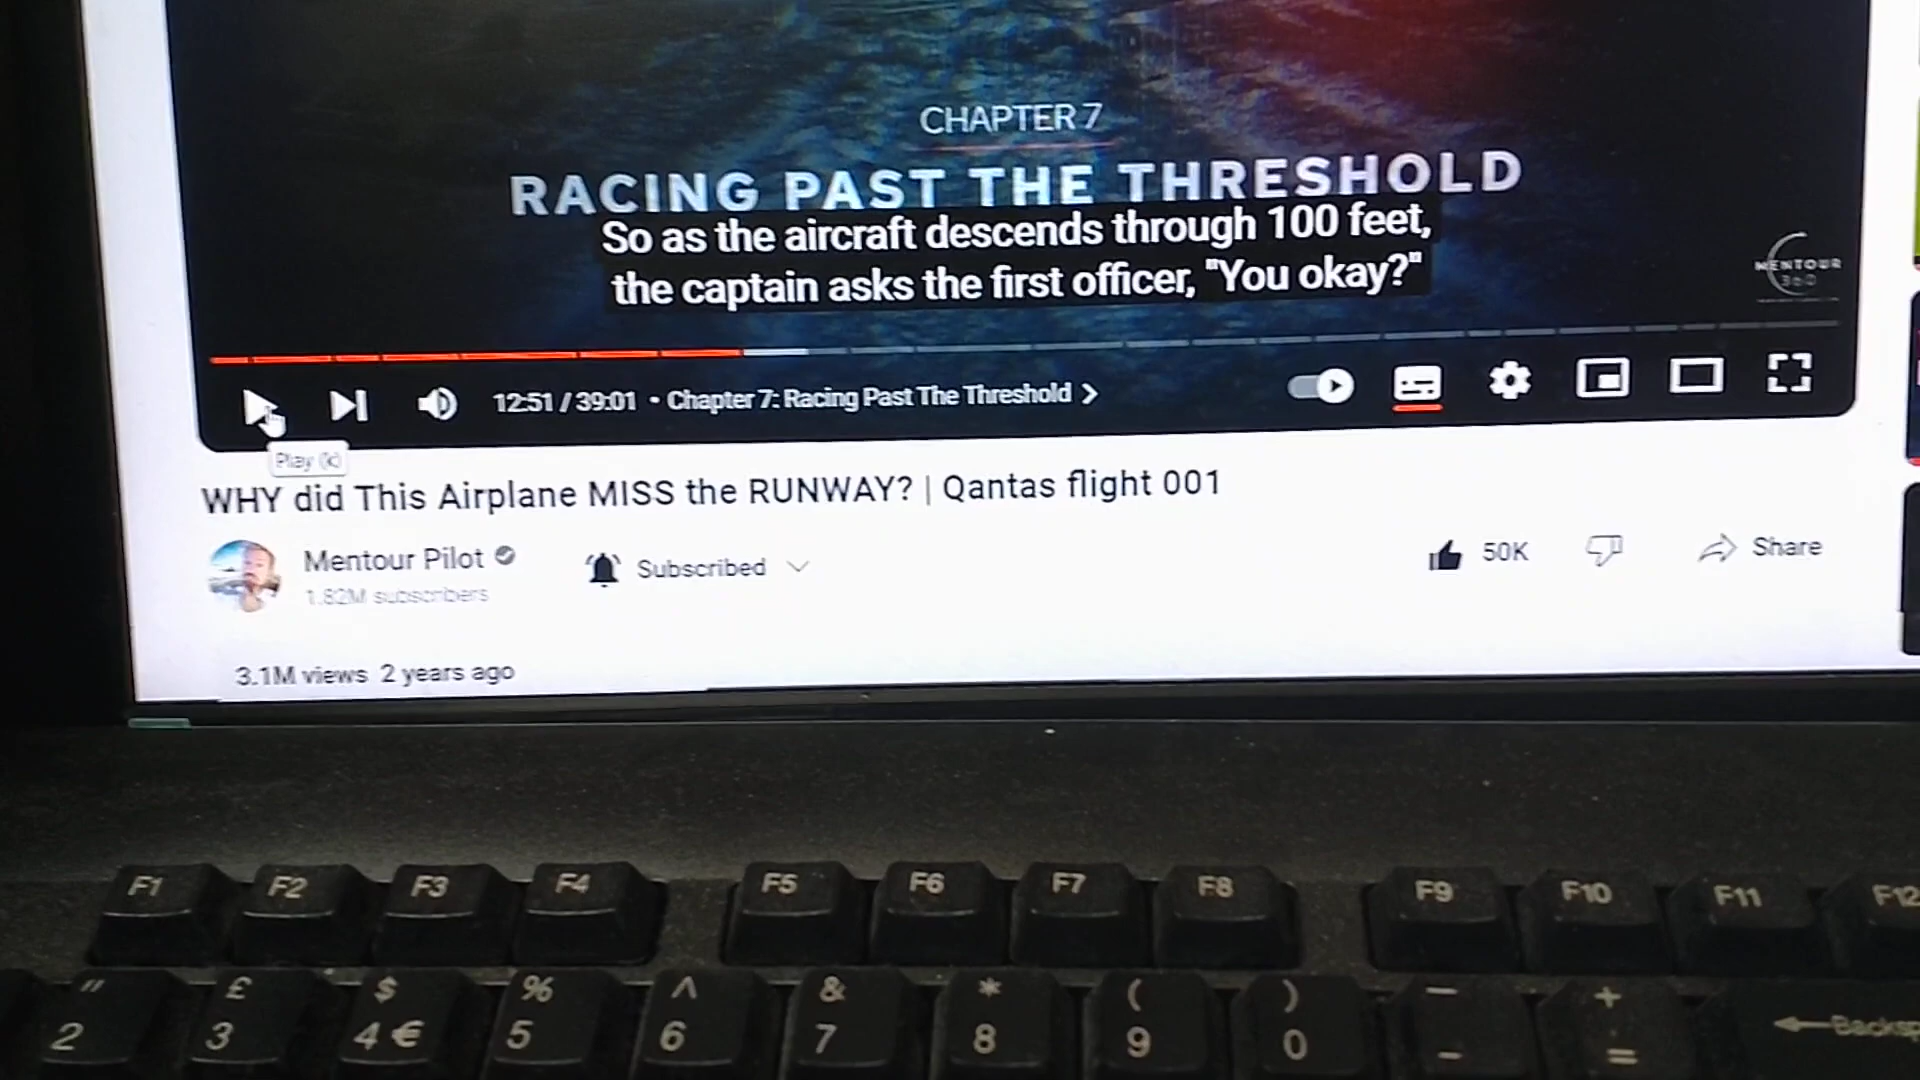 CHAPTER 7
RACING PAST THE THRESHOLD
So as the aircraft descends through 100 feet,
the captain asks the first officer, "You okay?"
MENTOUR
360
12:51 / 39:01 • Chapter 7: Racing Past The Threshold >
Play (k)
WHY did This Airplane MISS the RUNWAY? | Qantas flight 001
Mentour Pilot
1.82M subscribers
Subscribed
50K
Share
3.1M views 2 years ago
F1 F2 F3 F4 F5 F6 F7 F8 F9 F10 F11 F12
" £ $ % ^ & * ( ) _ +
2 3 4 € 5 6 7 8 9 0 - =